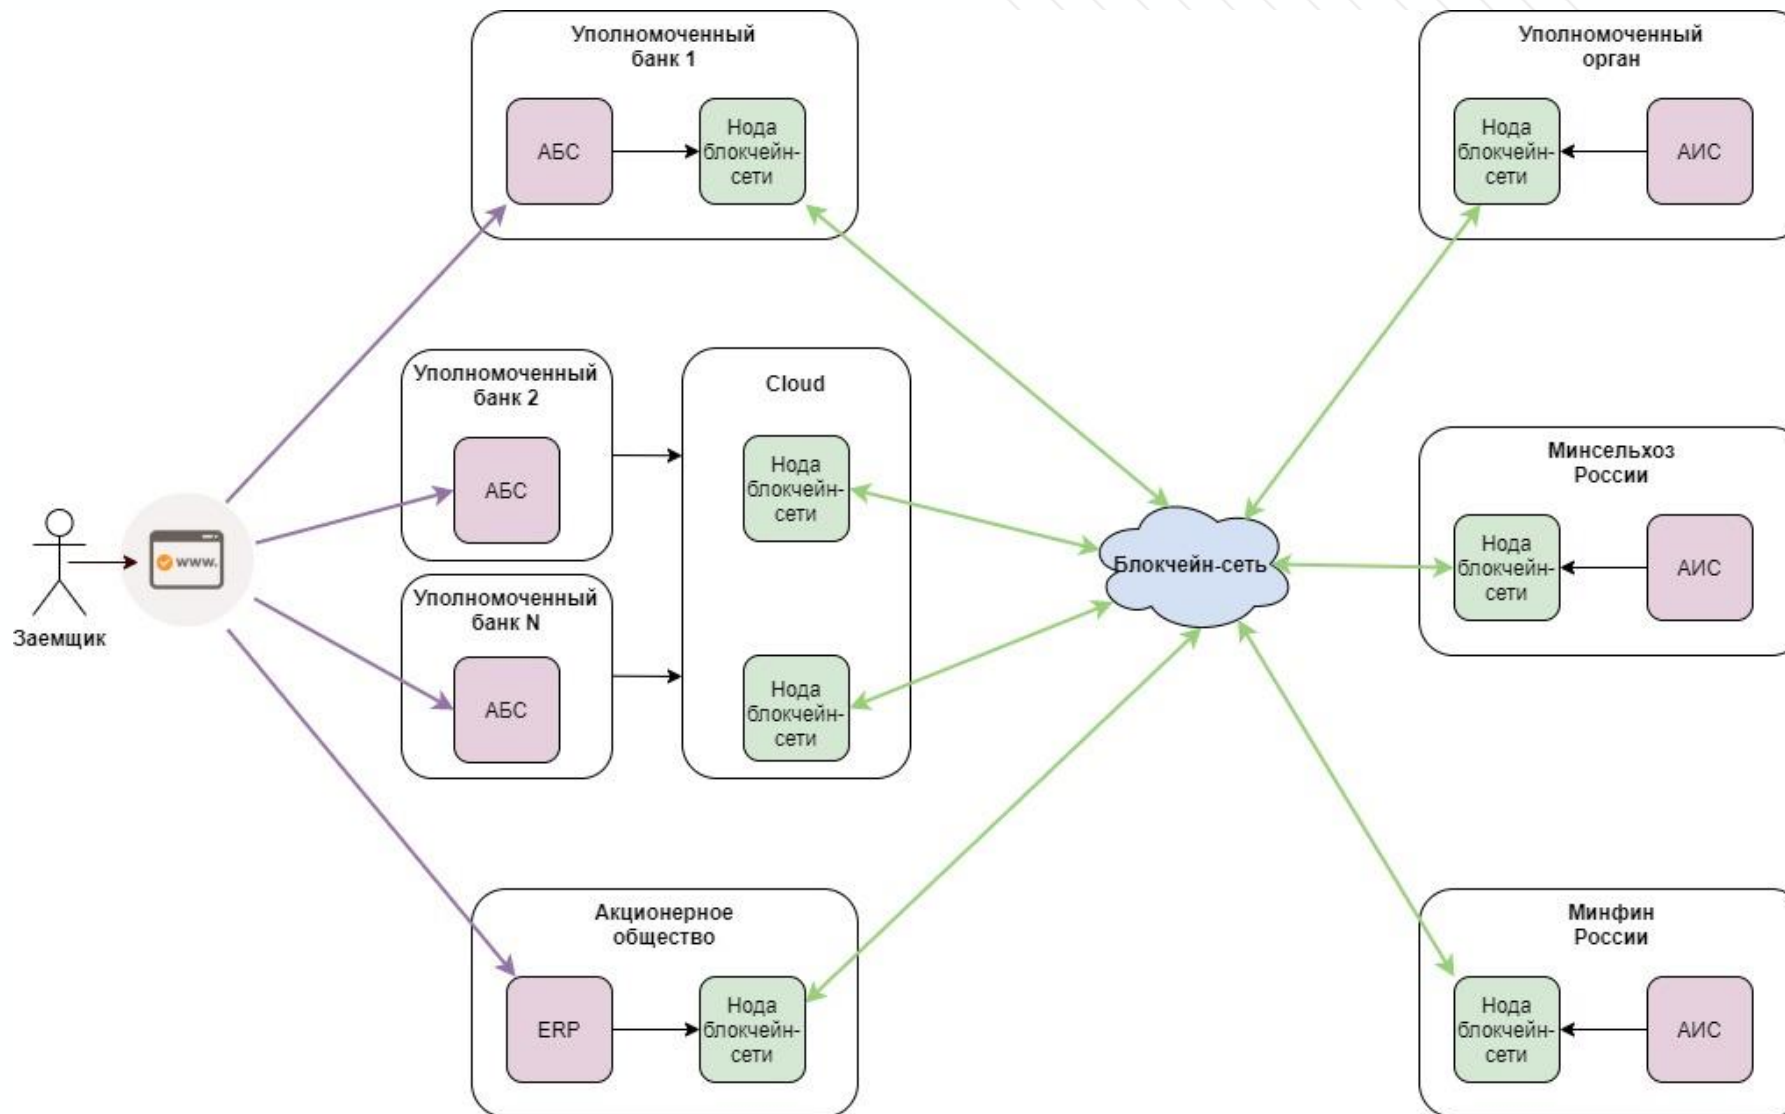 Уполномоченный
банк 1
АБС
Нода
блокчейн-
сети
Уполномоченный
орган
Нода
блокчейн-
сети
АИС
Уполномоченный
банк 2
АБС
Cloud
Нода
блокчейн-
сети
Минсельхоз
России
Нода
блокчейн-
сети
АИС
www.
Заемщик
Блокчейн-сеть
Уполномоченный
банк N
АБС
Нода
блокчейн-
сети
Акционерное
общество
ERP
Нода
блокчейн-
сети
Минфин
России
Нода
блокчейн-
сети
АИС